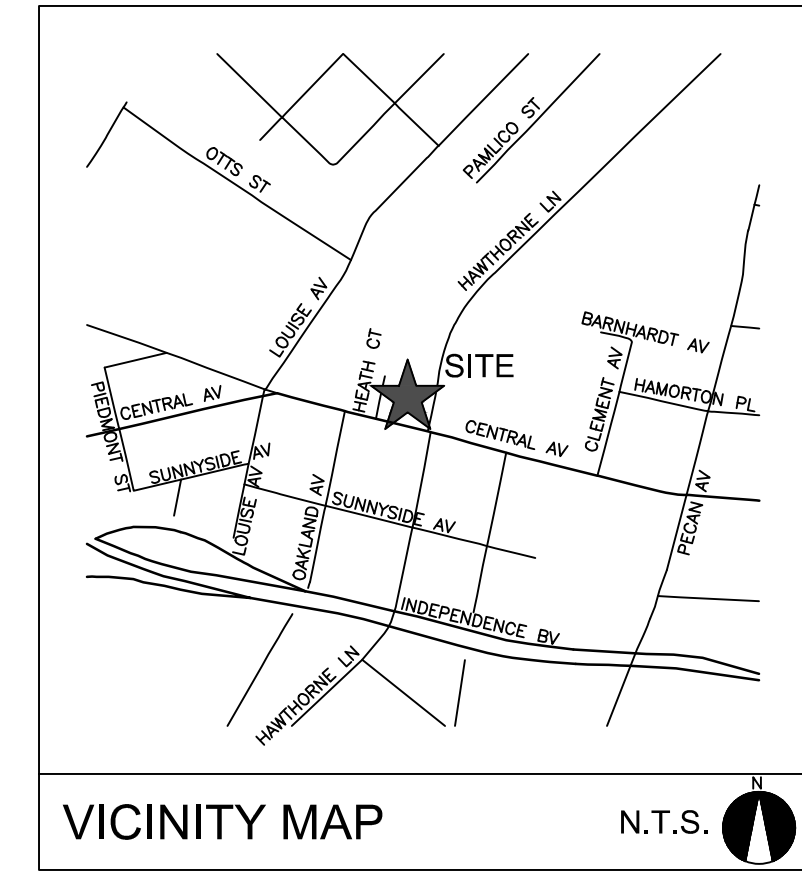 PAMLICO ST
OTTS ST
HAWTHORNE LN
LOUISE AV
BARNHARDT AV
HEATH CT
SITE
CLEMENT AV
HAMORTON PL
PIEDMONT ST
CENTRAL AV
CENTRAL AV
SUNNYSIDE AV
LOUISE AV
OAKLAND AV
SUNNYSIDE AV
PECAN AV
INDEPENDENCE BV
HAWTHORNE LN
VICINITY MAP
N.T.S.
N